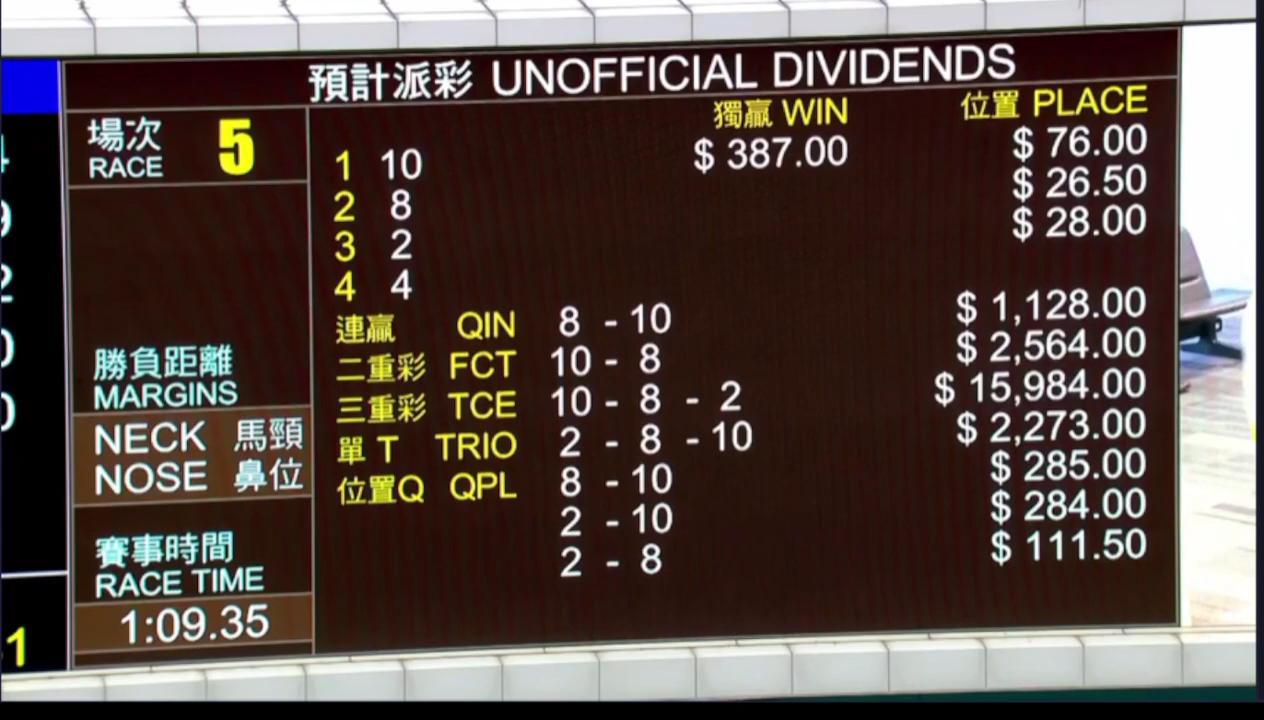 預計派彩 UNOFFICIAL DIVIDENDS
場次
RACE 5
獨贏 WIN 位置 PLACE
1 10 $ 387.00 $ 76.00
2 8 $ 26.50
3 2 $ 28.00
4 4
連贏 QIN 8 - 10 $ 1,128.00
二重彩 FCT 10 - 8 $ 2,564.00
三重彩 TCE 10 - 8 - 2 $ 15,984.00
單T TRIO 2 - 8 - 10 $ 2,273.00
位置Q QPL 8 - 10 $ 285.00
2 - 10 $ 284.00
2 - 8 $ 111.50
勝負距離
MARGINS
NECK 馬頸
NOSE 鼻位
賽事時間
RACE TIME
1:09.35